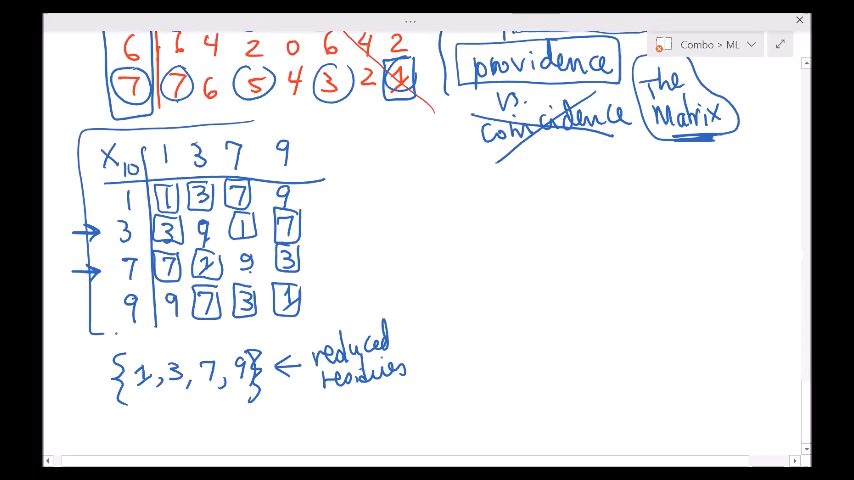 6 6 4 2 0 6 4 2
7 7 6 5 4 3 2 1
providence
vs.
coincidence
The
Matrix
Combo > ML
X10 1 3 7 9
1 1 3 7 9
3 3 9 1 7
7 7 1 9 3
9 9 7 3 1
{1, 3, 7, 9} ← reduced
residues